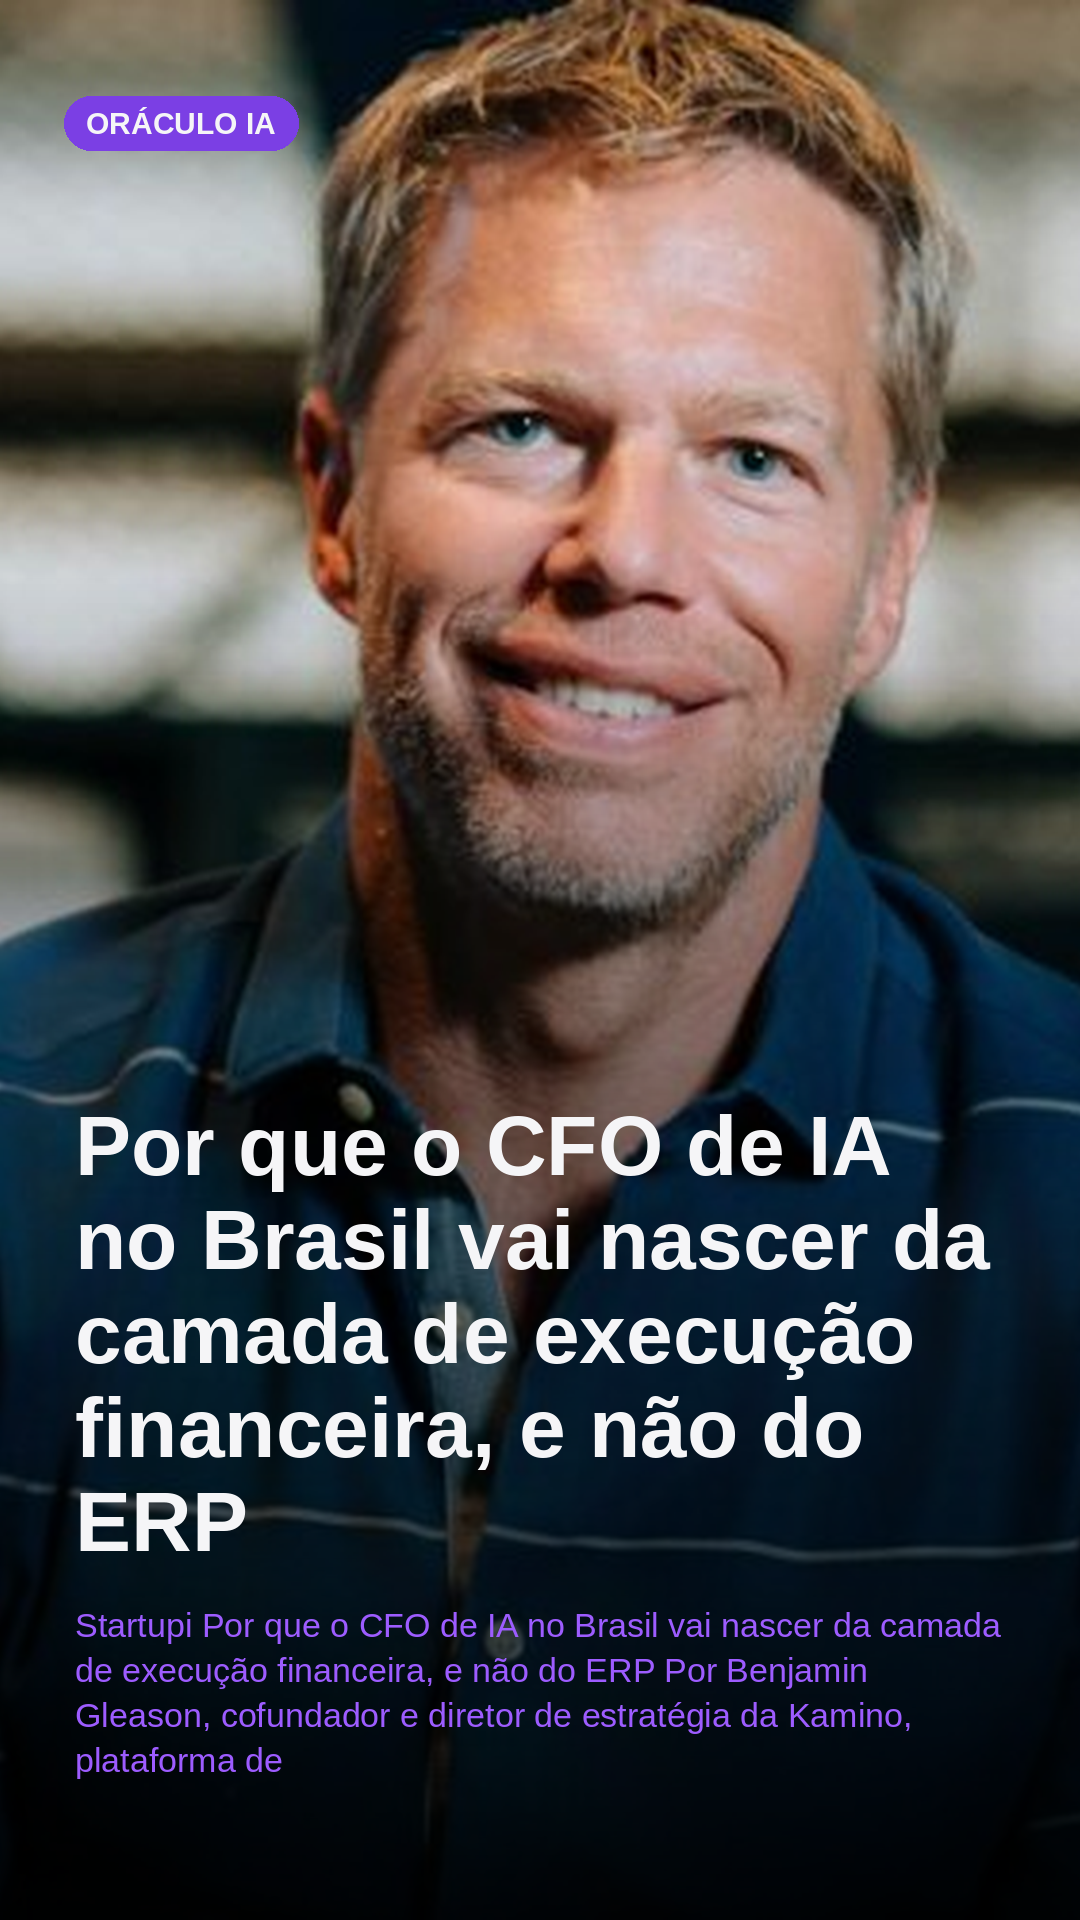 ORÁCULO IA
Por que o CFO de IA
no Brasil vai nascer da
camada de execução
financeira, e não do
ERP
Startupi Por que o CFO de IA no Brasil vai nascer da camada
de execução financeira, e não do ERP Por Benjamin
Gleason, cofundador e diretor de estratégia da Kamino,
plataforma de